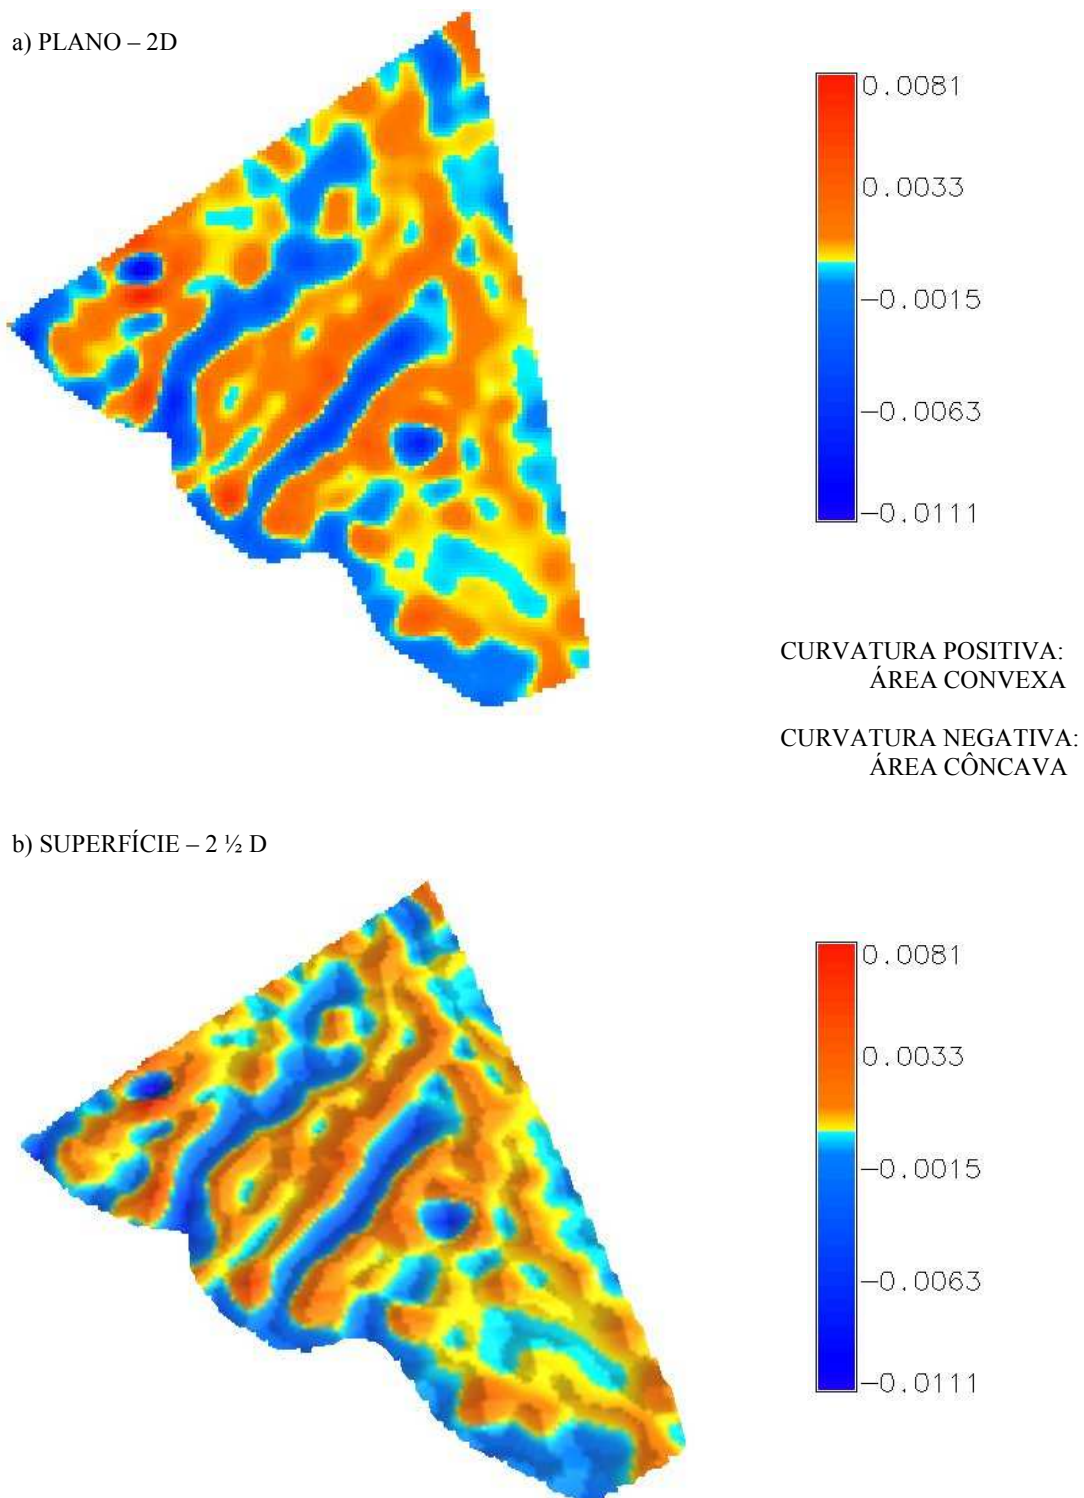 a) PLANO – 2D
0.0081
0.0033
−0.0015
−0.0063
−0.0111
CURVATURA POSITIVA:
ÁREA CONVEXA
CURVATURA NEGATIVA:
ÁREA CÔNCAVA
b) SUPERFÍCIE – 2 ½ D
0.0081
0.0033
−0.0015
−0.0063
−0.0111